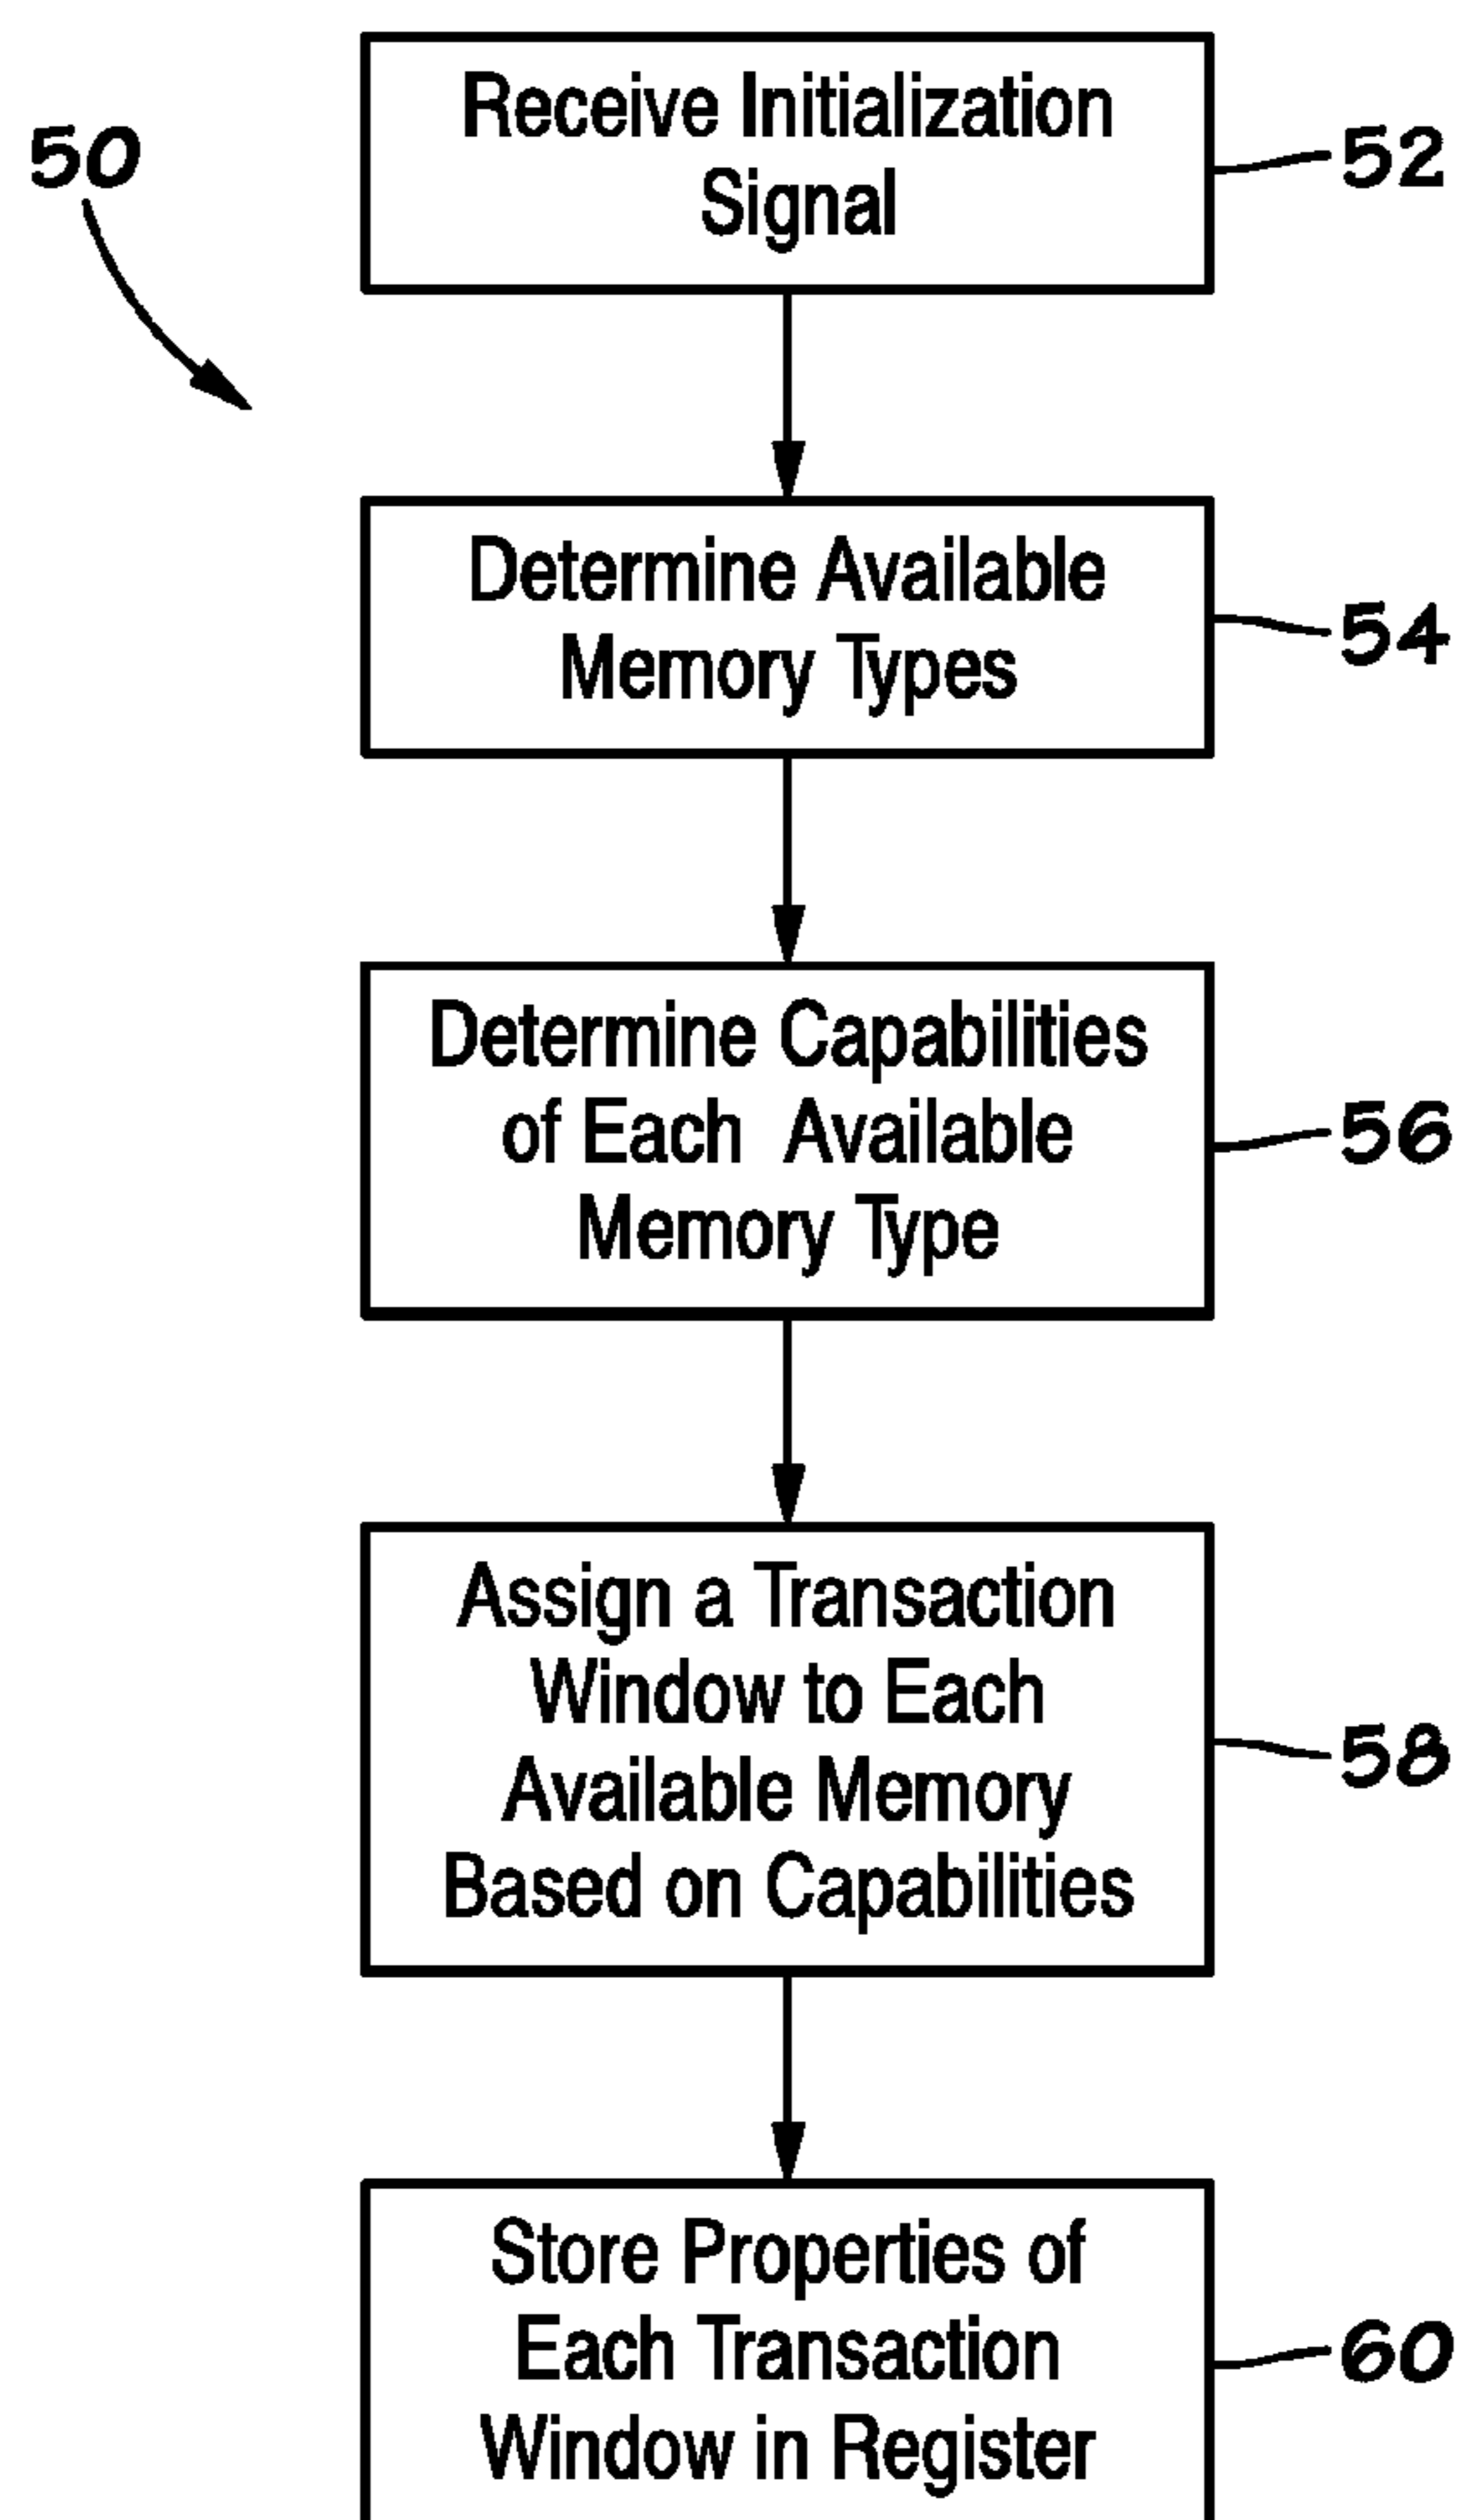 50
Receive Initialization
Signal
52
Determine Available
Memory Types
54
Determine Capabilities
of Each Available
Memory Type
56
Assign a Transaction
Window to Each
Available Memory
Based on Capabilities
58
Store Properties of
Each Transaction
Window in Register
60